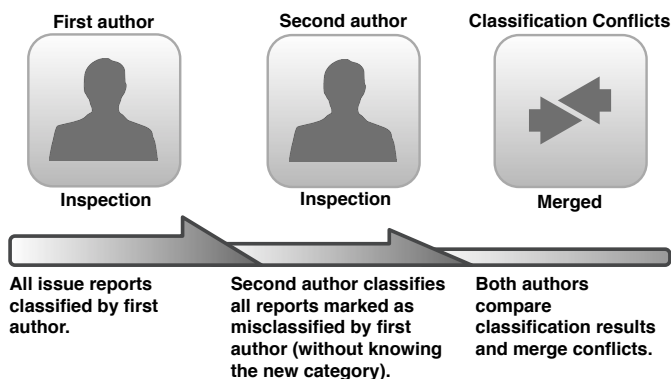 First author
Second author
Classification Conflicts
Inspection
Inspection
Merged
All issue reports
classified by first
author.
Second author classifies
all reports marked as
misclassified by first
author (without knowing
the new category).
Both authors
compare
classification results
and merge conflicts.